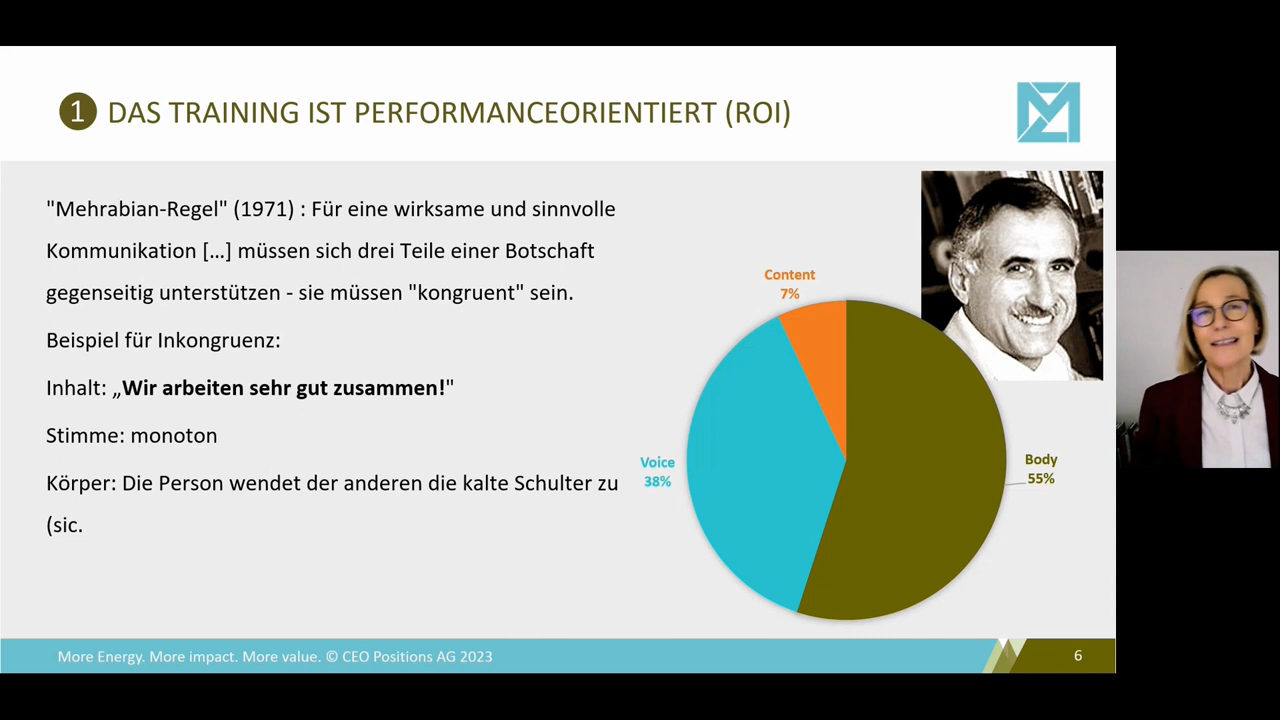 1 DAS TRAINING IST PERFORMANCEORIENTIERT (ROI)
"Mehrabian-Regel" (1971) : Für eine wirksame und sinnvolle
Kommunikation […] müssen sich drei Teile einer Botschaft
gegenseitig unterstützen - sie müssen "kongruent" sein.
Beispiel für Inkongruenz:
Inhalt: „Wir arbeiten sehr gut zusammen!"
Stimme: monoton
Körper: Die Person wendet der anderen die kalte Schulter zu
(sic.
Content
7%
Voice
38%
Body
55%
More Energy. More impact. More value. © CEO Positions AG 2023
6